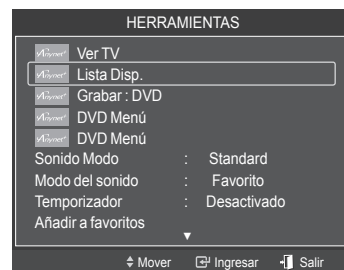 HERRAMIENTAS
Anynet+ Ver TV
Anynet+ Lista Disp.
Anynet+ Grabar : DVD
Anynet+ DVD Menú
Anynet+ DVD Menú
Sonido Modo : Standard
Modo del sonido : Favorito
Temporizador : Desactivado
Añadir a favoritos
Mover Ingresar Salir